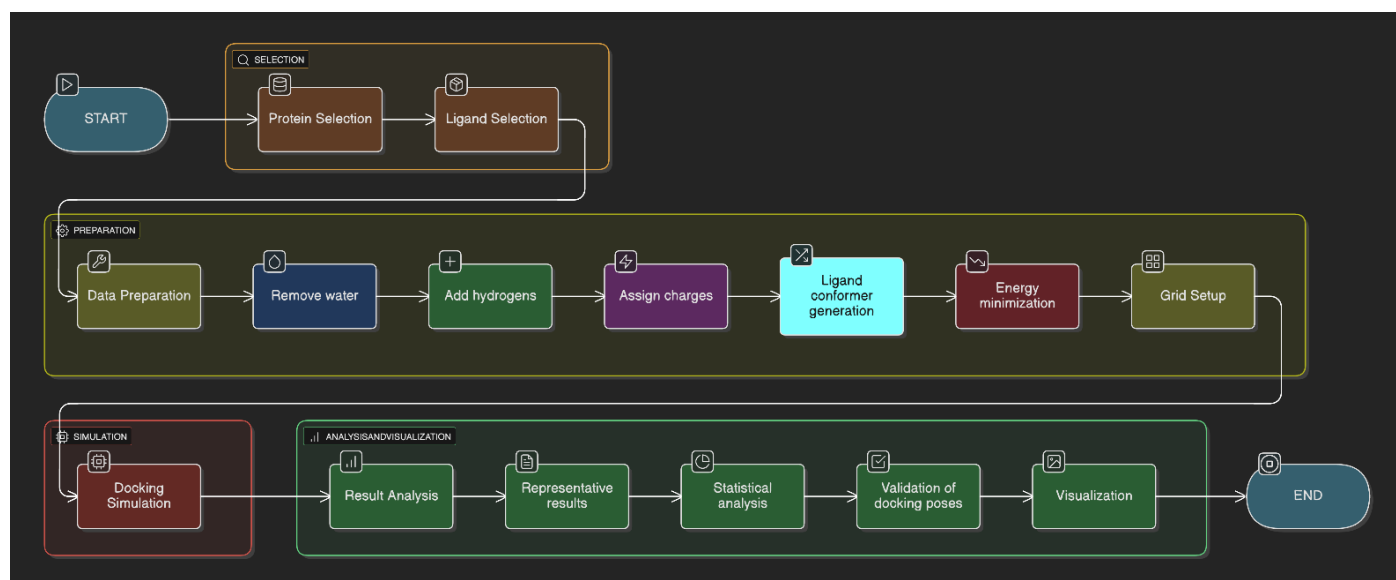 SELECTION
START
Protein Selection
Ligand Selection
PREPARATION
Data Preparation
Remove water
Add hydrogens
Assign charges
Ligand
conformer
generation
Energy
minimization
Grid Setup
SIMULATION
Docking
Simulation
ANALYSISANDVISUALIZATION
Result Analysis
Representative
results
Statistical
analysis
Validation of
docking poses
Visualization
END